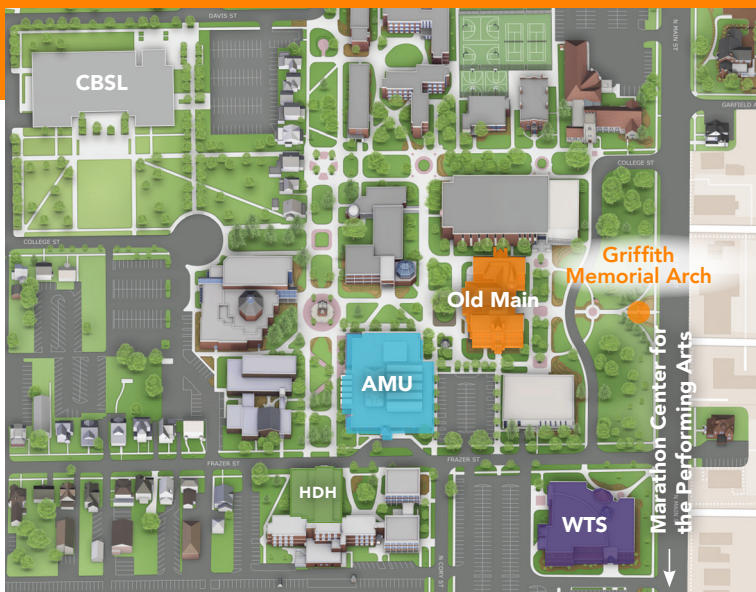 DAVIS ST
N MAIN ST
CBSL
GARFIELD A
COLLEGE ST
COLLEGE ST
Griffith
Memorial Arch
Old Main
AMU
Marathon Center for
the Performing Arts
FRAZER ST
FRAZER ST
HDH
WTS
N CORY ST
N MAIN